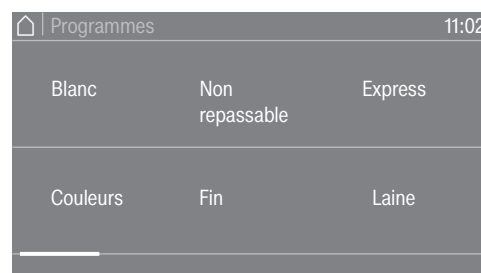 Programmes 11:02
Blanc Non repassable Express
Couleurs Fin Laine